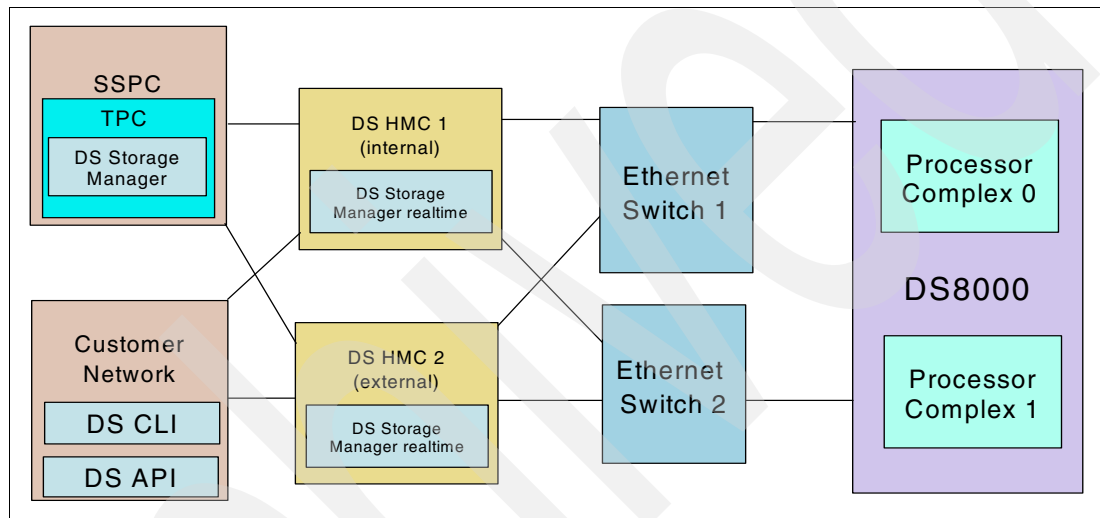 SSPC
TPC
DS Storage
Manager
Customer
Network
DS CLI
DS API
DS HMC 1
(internal)
DS Storage
Manager realtime
DS HMC 2
(external)
DS Storage
Manager realtime
Ethernet
Switch 1
Ethernet
Switch 2
Processor
Complex 0
DS8000
Processor
Complex 1